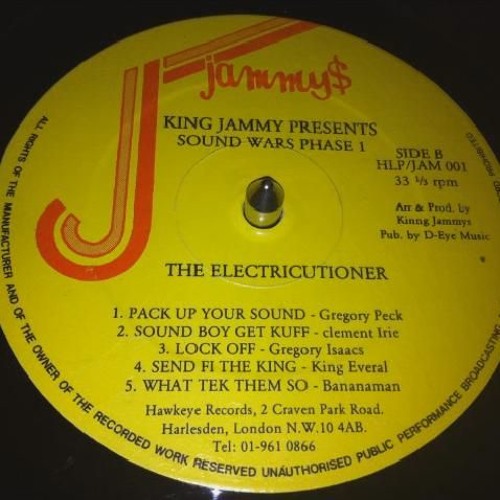 jammy$
KING JAMMY PRESENTS
SOUND WARS PHASE 1
SIDE B
HLP/JAM 001
33 ⅓ rpm
Arr & Prod. by
Kinng Jammys
Pub. by D-Eye Music
THE ELECTRICUTIONER
1. PACK UP YOUR SOUND - Gregory Peck
2. SOUND BOY GET KUFF - clement Irie
3. LOCK OFF - Gregory Isaacs
4. SEND FI THE KING - King Everal
5. WHAT TEK THEM SO - Bananaman
Hawkeye Records, 2 Craven Park Road.
Harlesden, London N.W.10 4AB.
Tel: 01-961 0866
ALL RIGHTS OF THE MANUFACTURER AND OF THE OWNER OF THE RECORDED WORK RESERVED UNAUTHORISED PUBLIC PERFORMANCE BROADCASTING
PROHIBITED